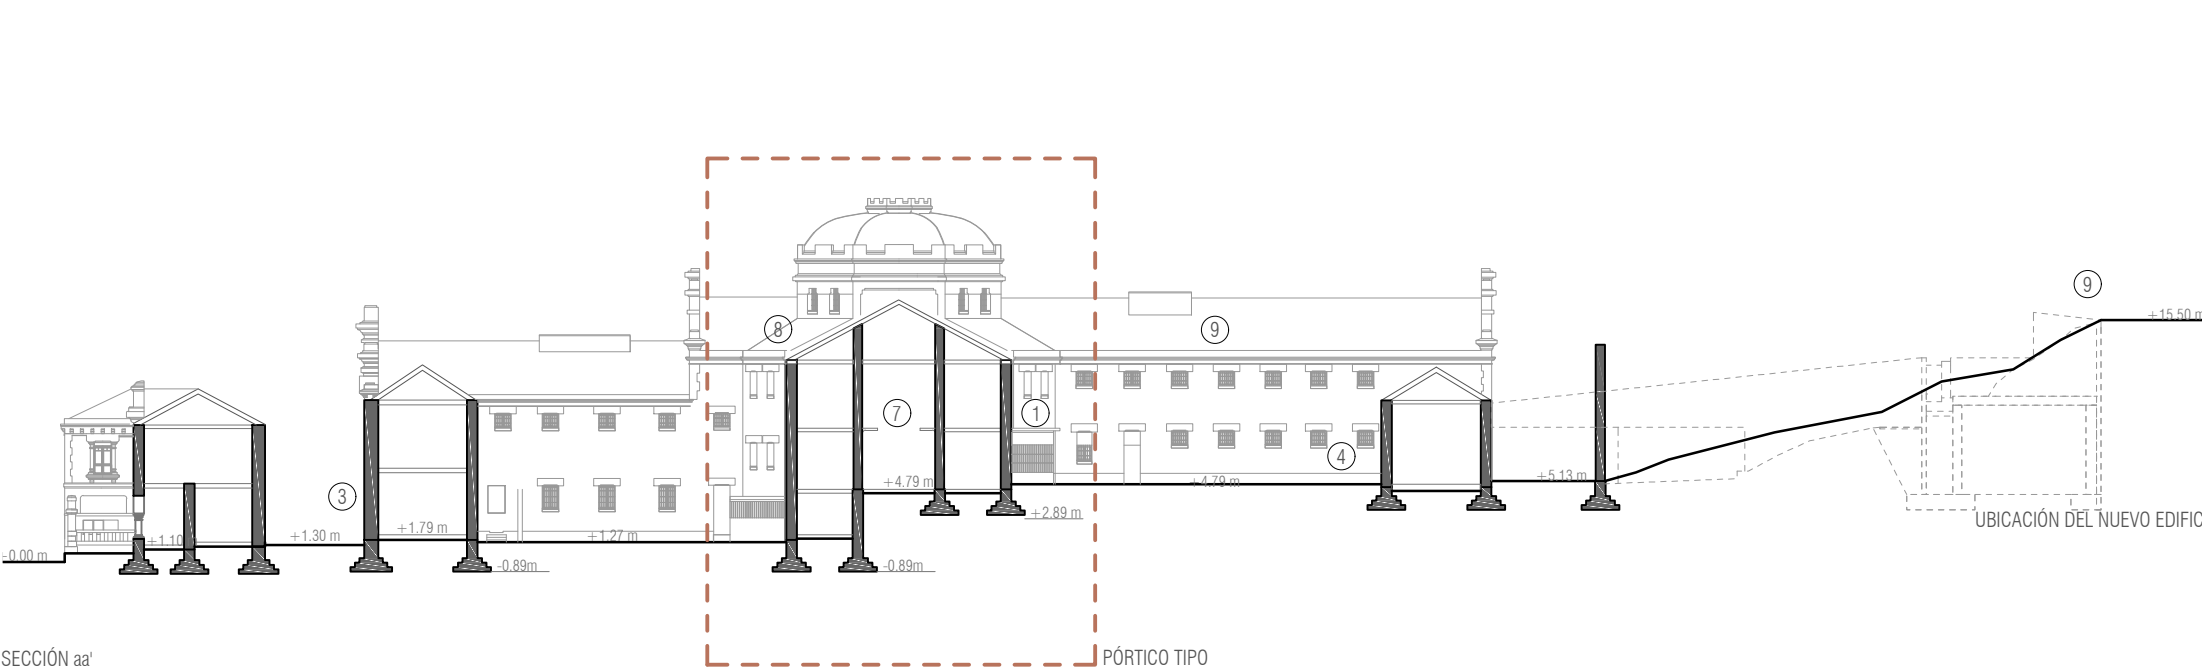 9
+15.50 m
8
9
7
1
4
+4.79 m
+4.79 m
+5.13 m
3
+2.89 m
UBICACIÓN DEL NUEVO EDIFIC
+1.79 m
+1.30 m
+1.27 m
+1.10
0.00 m
-0.89m
-0.89m
SECCIÓN aa'
PÓRTICO TIPO